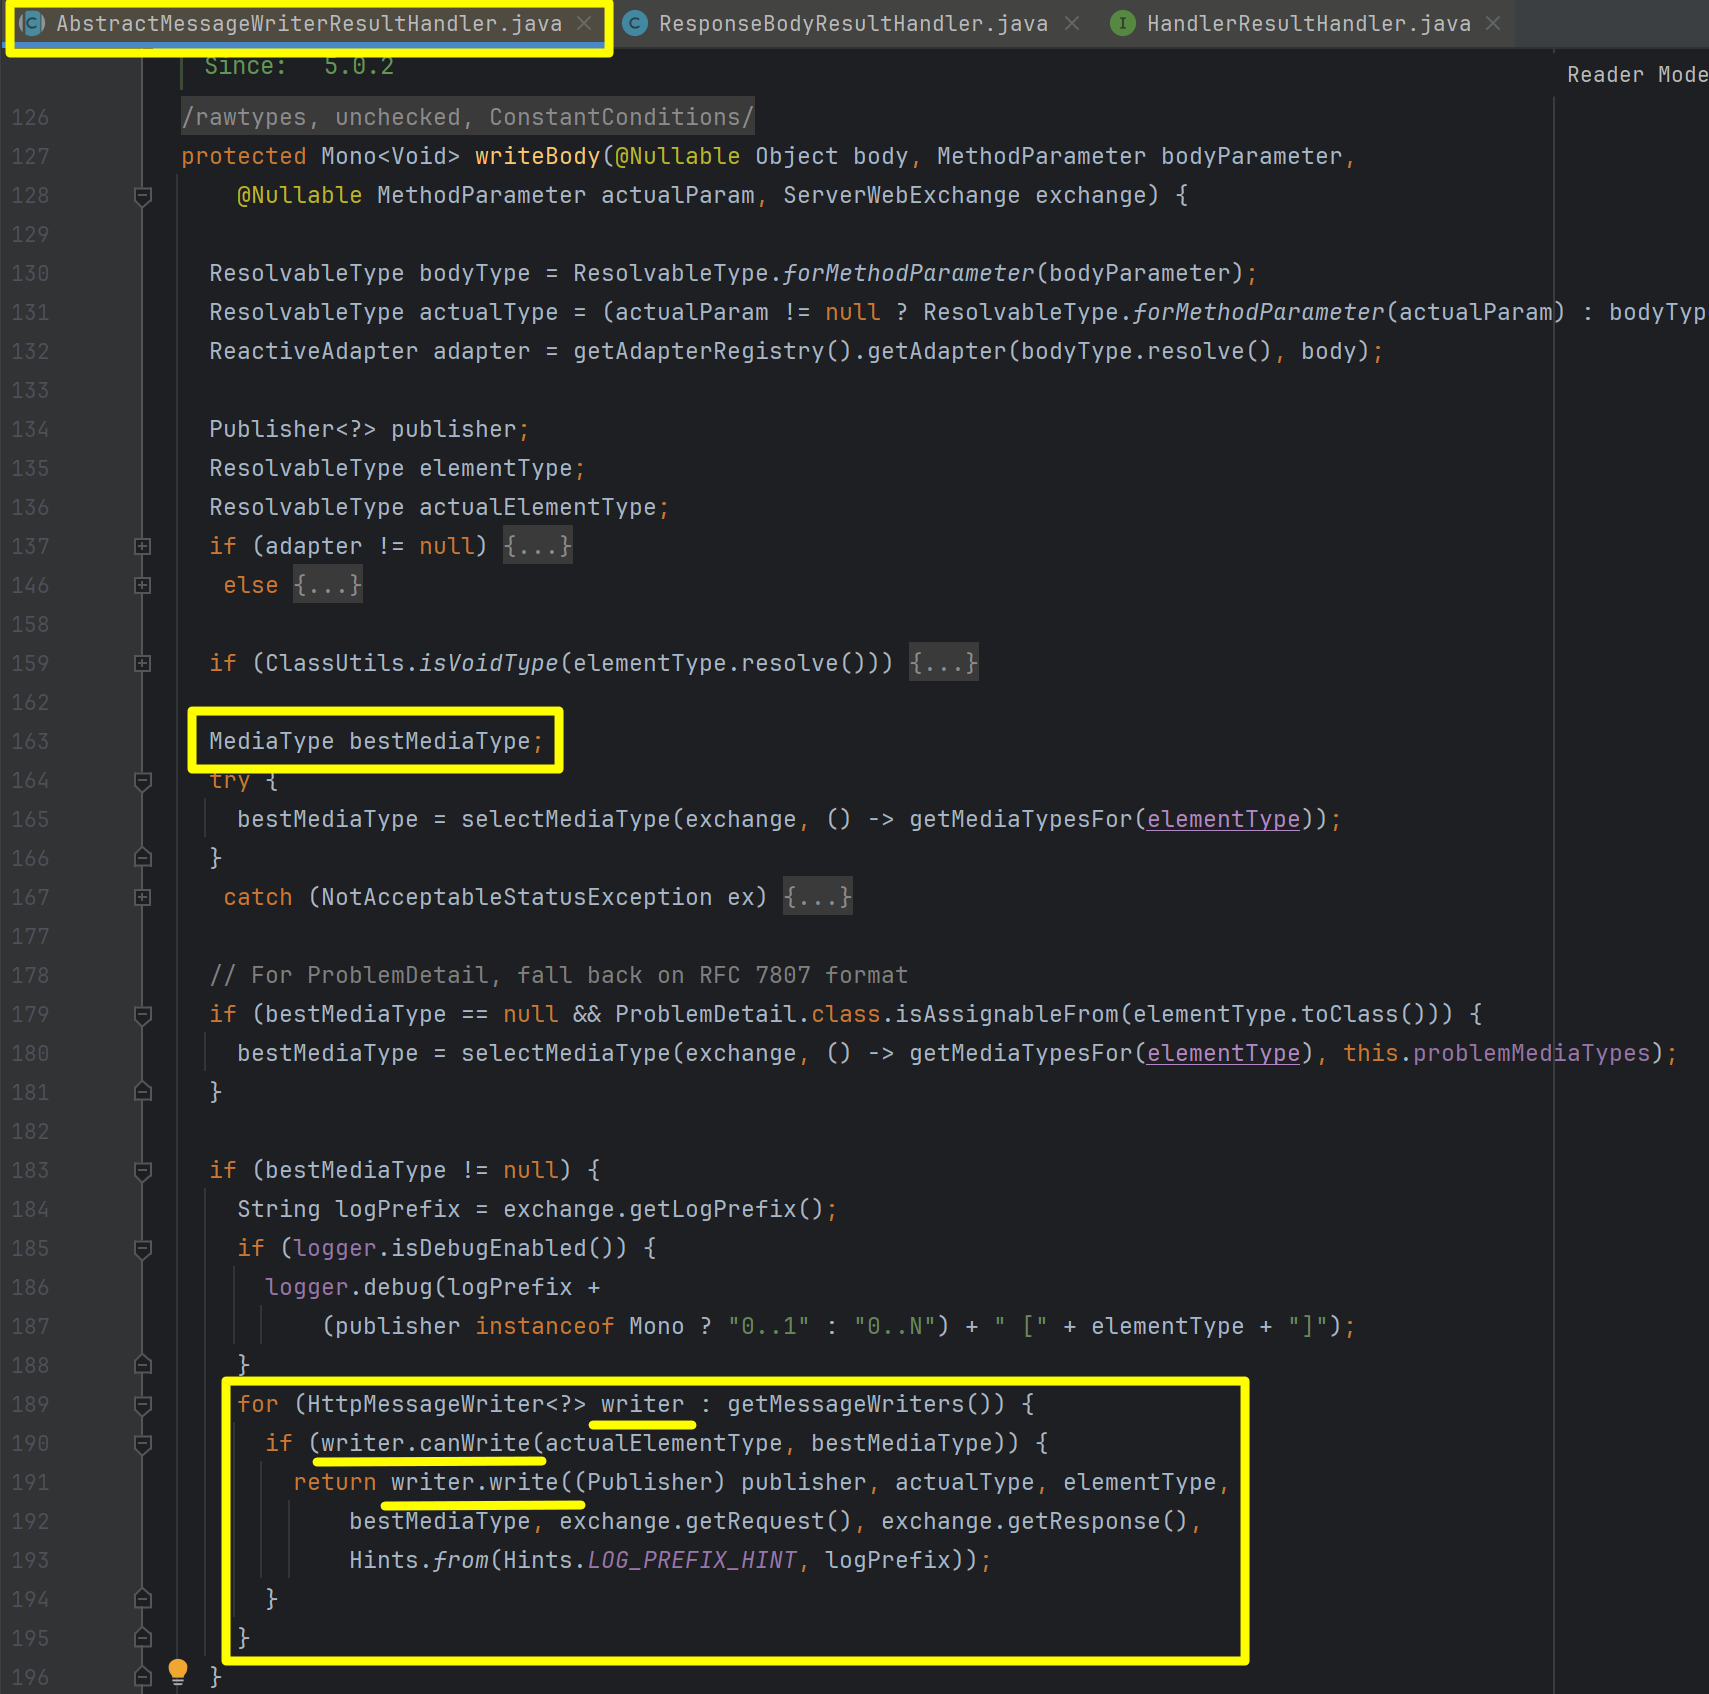 AbstractMessageWriterResultHandler.java
ResponseBodyResultHandler.java
HandlerResultHandler.java
Since: 5.0.2
Reader Mode
126 /rawtypes, unchecked, ConstantConditions/
127 protected Mono<Void> writeBody(@Nullable Object body, MethodParameter bodyParameter,
128 @Nullable MethodParameter actualParam, ServerWebExchange exchange) {
129
130 ResolvableType bodyType = ResolvableType.forMethodParameter(bodyParameter);
131 ResolvableType actualType = (actualParam != null ? ResolvableType.forMethodParameter(actualParam) : bodyTyp
132 ReactiveAdapter adapter = getAdapterRegistry().getAdapter(bodyType.resolve(), body);
133
134 Publisher<?> publisher;
135 ResolvableType elementType;
136 ResolvableType actualElementType;
137 if (adapter != null) {...}
146 else {...}
158
159 if (ClassUtils.isVoidType(elementType.resolve())) {...}
162
163 MediaType bestMediaType;
164 try {
165 bestMediaType = selectMediaType(exchange, () -> getMediaTypesFor(elementType));
166 }
167 catch (NotAcceptableStatusException ex) {...}
177
178 // For ProblemDetail, fall back on RFC 7807 format
179 if (bestMediaType == null && ProblemDetail.class.isAssignableFrom(elementType.toClass())) {
180 bestMediaType = selectMediaType(exchange, () -> getMediaTypesFor(elementType), this.problemMediaTypes);
181 }
182
183 if (bestMediaType != null) {
184 String logPrefix = exchange.getLogPrefix();
185 if (logger.isDebugEnabled()) {
186 logger.debug(logPrefix +
187 (publisher instanceof Mono ? "0..1" : "0..N") + " [" + elementType + "]");
188 }
189 for (HttpMessageWriter<?> writer : getMessageWriters()) {
190 if (writer.canWrite(actualElementType, bestMediaType)) {
191 return writer.write((Publisher) publisher, actualType, elementType,
192 bestMediaType, exchange.getRequest(), exchange.getResponse(),
193 Hints.from(Hints.LOG_PREFIX_HINT, logPrefix));
194 }
195 }
196 }